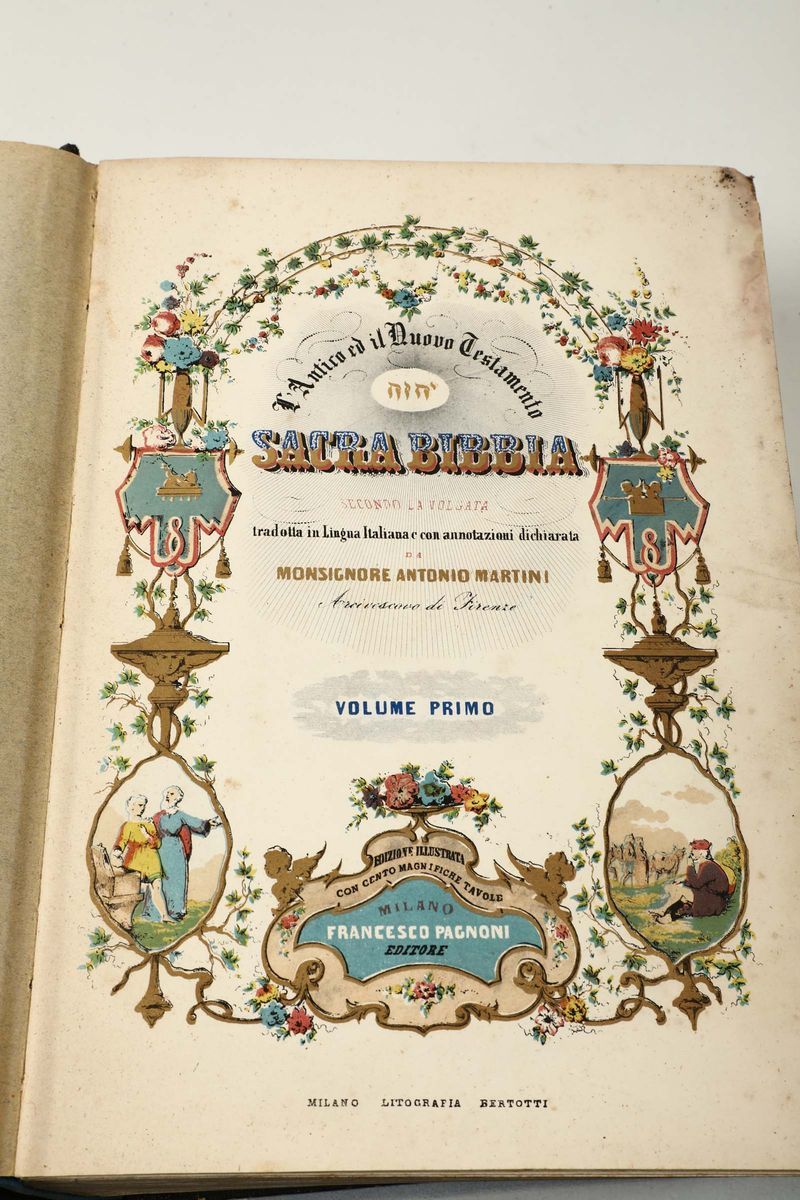 L'Antico ed il Nuovo Testamento
יהוה
SACRA BIBBIA
SECONDO LA VOLGATA
tradotta in Lingua Italiana e con annotazioni dichiarata
DA
MONSIGNORE ANTONIO MARTINI
Arcivescovo di Firenze
VOLUME PRIMO
EDIZIONE ILLUSTRATA
CON CENTO MAGNIFICHE TAVOLE
MILANO
FRANCESCO PAGNONI
EDITORE
MILANO LITOGRAFIA BERTOTTI